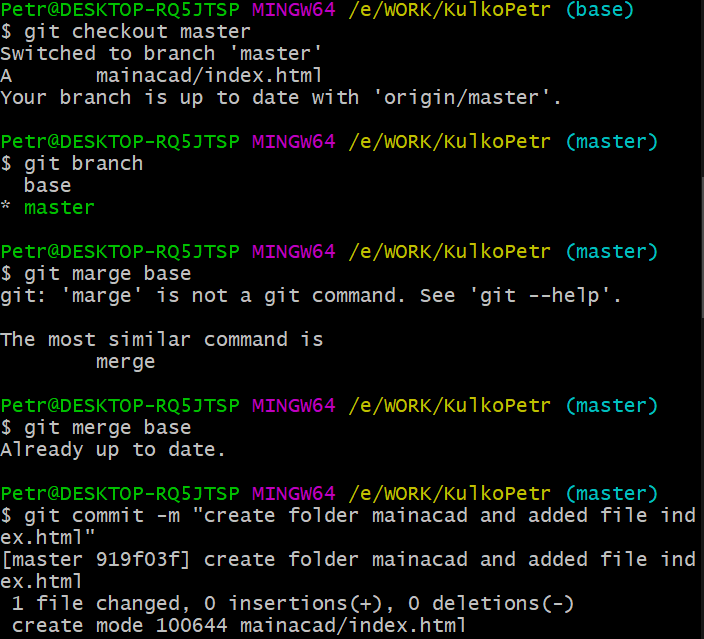 Petr@DESKTOP-RQ5JTSP MINGW64 /e/WORK/KulkoPetr (base)
$ git checkout master
Switched to branch 'master'
A       mainacad/index.html
Your branch is up to date with 'origin/master'.
Petr@DESKTOP-RQ5JTSP MINGW64 /e/WORK/KulkoPetr (master)
$ git branch
  base
* master
Petr@DESKTOP-RQ5JTSP MINGW64 /e/WORK/KulkoPetr (master)
$ git marge base
git: 'marge' is not a git command. See 'git --help'.
The most similar command is
        merge
Petr@DESKTOP-RQ5JTSP MINGW64 /e/WORK/KulkoPetr (master)
$ git merge base
Already up to date.
Petr@DESKTOP-RQ5JTSP MINGW64 /e/WORK/KulkoPetr (master)
$ git commit -m "create folder mainacad and added file ind
ex.html"
[master 919f03f] create folder mainacad and added file ind
ex.html
 1 file changed, 0 insertions(+), 0 deletions(-)
 create mode 100644 mainacad/index.html